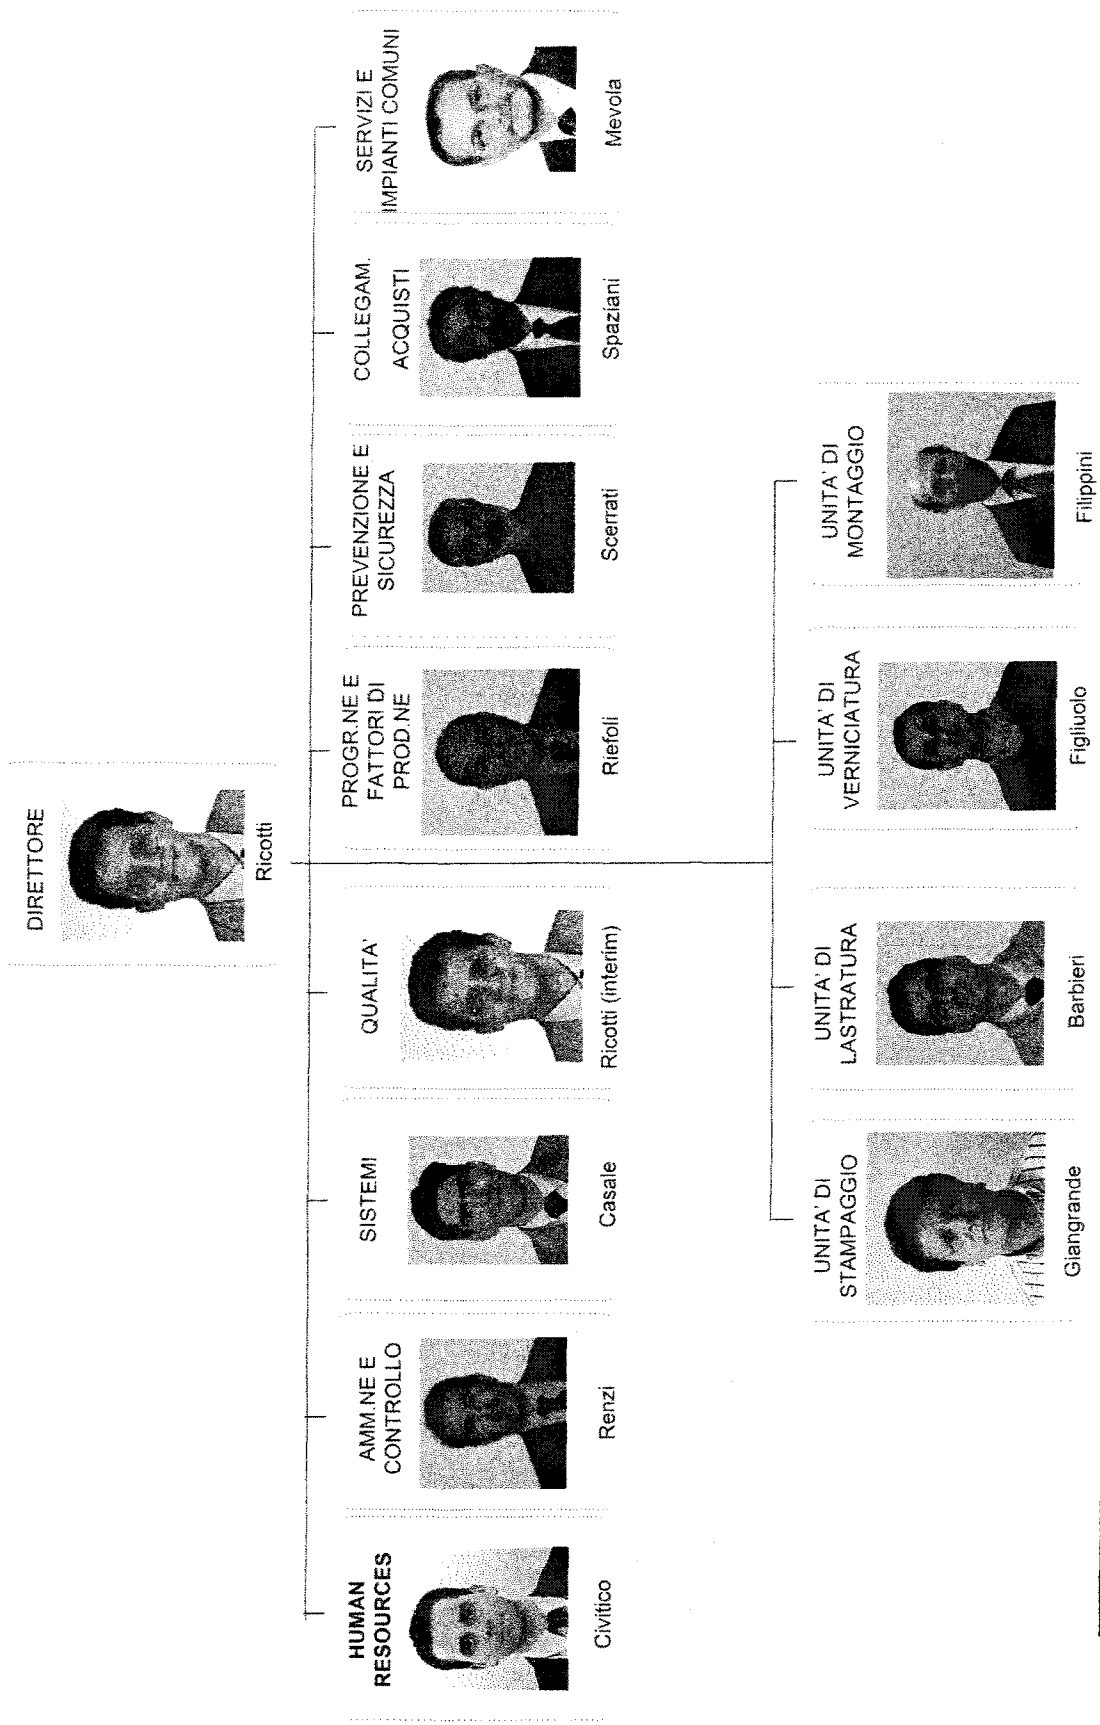 DIRETTORE
Ricotti
HUMAN
RESOURCES
Civitico
AMM.NE E
CONTROLLO
Renzi
SISTEMI
Casale
QUALITA'
Ricotti (interim)
PROGR.NE E
FATTORI DI
PROD.NE
Riefoli
PREVENZIONE E
SICUREZZA
Scerrati
COLLEGAM.
ACQUISTI
Spaziani
SERVIZI E
IMPIANTI COMUNI
Mevola
UNITA' DI
STAMPAGGIO
Giangrande
UNITA' DI
LASTRATURA
Barbieri
UNITA' DI
VERNICIATURA
Figliuolo
UNITA' DI
MONTAGGIO
Filippini